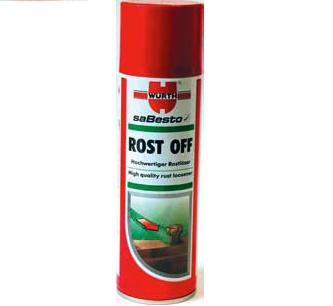 WÜRTH
saBesto
ROST OFF
Hochwertiger Rostlöser
High quality rust loosener